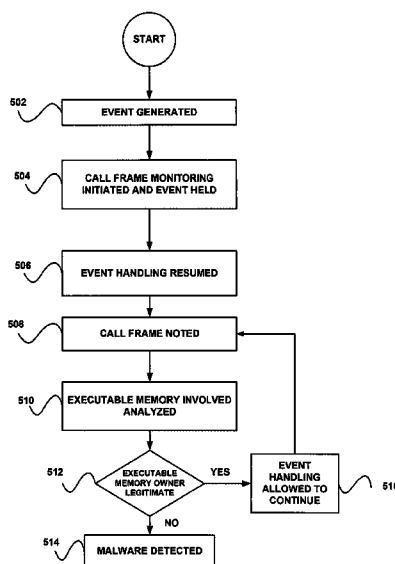 START
502
EVENT GENERATED
504
CALL FRAME MONITORING
INITIATED AND EVENT HELD
506
EVENT HANDLING RESUMED
508
CALL FRAME NOTED
510
EXECUTABLE MEMORY INVOLVED
ANALYZED
512
EXECUTABLE
MEMORY OWNER
LEGITIMATE
YES
EVENT
HANDLING
ALLOWED TO
CONTINUE
NO
514
MALWARE DETECTED